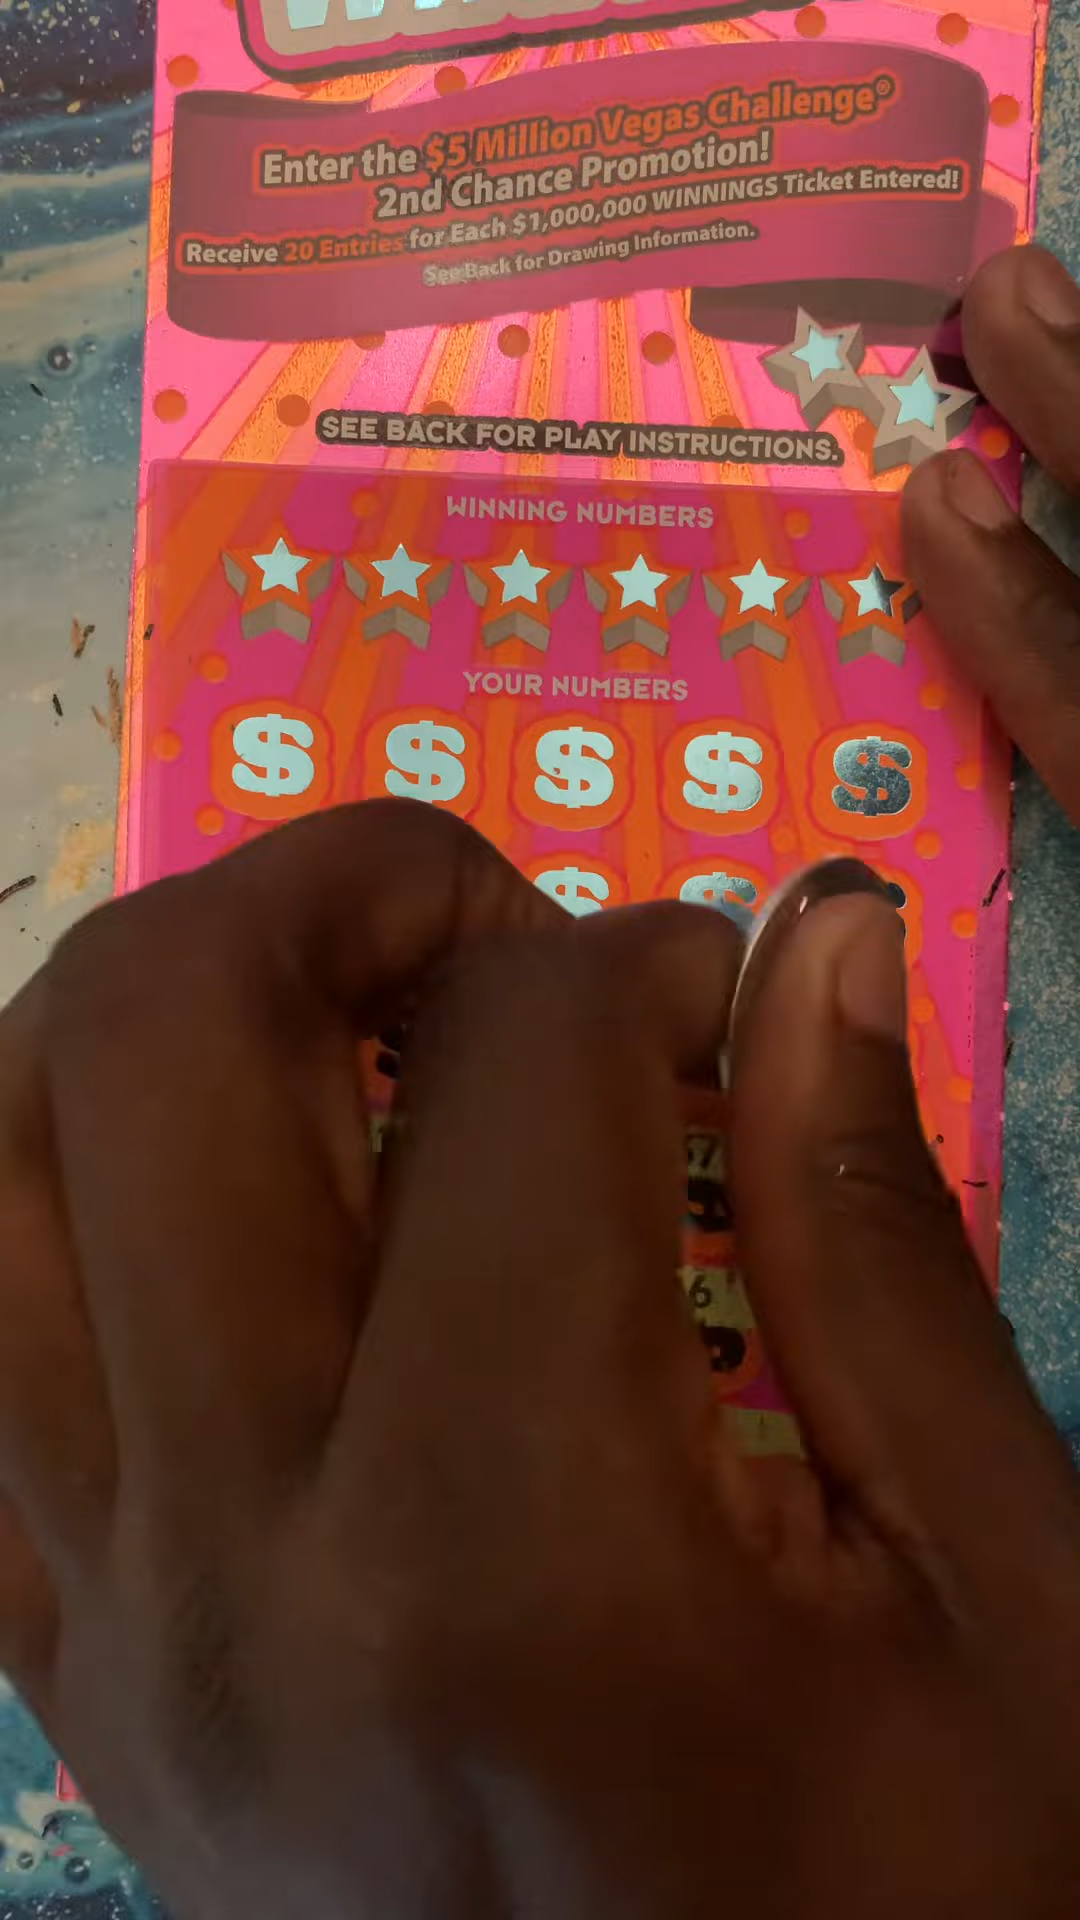 Enter the $5 Million Vegas Challenge®
2nd Chance Promotion!
Receive 20 Entries for Each $1,000,000 WINNINGS Ticket Entered!
See Back for Drawing Information.
SEE BACK FOR PLAY INSTRUCTIONS.
WINNING NUMBERS
YOUR NUMBERS
$ $ $ $ $
$ $